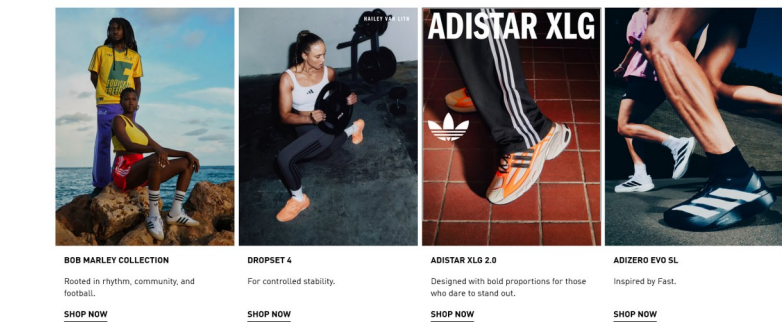 HAILEY VAN LITH
ADISTAR XLG
BOB MARLEY COLLECTION
Rooted in rhythm, community, and
football.
SHOP NOW
DROPSET 4
For controlled stability.
SHOP NOW
ADISTAR XLG 2.0
Designed with bold proportions for those
who dare to stand out.
SHOP NOW
ADIZERO EVO SL
Inspired by Fast.
SHOP NOW